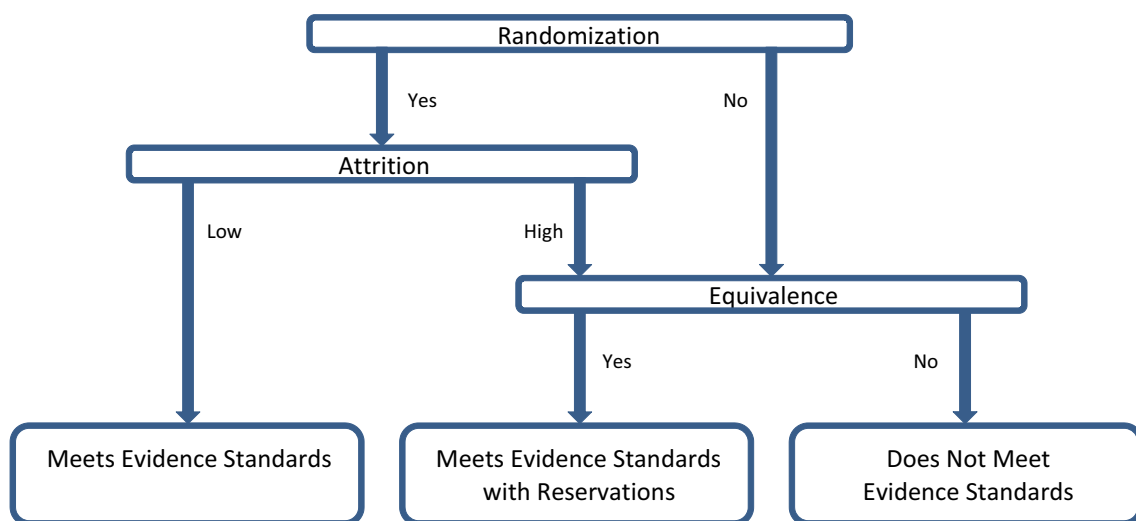 Randomization
Yes
No
Attrition
Low
High
Equivalence
Yes
No
Meets Evidence Standards
Meets Evidence Standards
with Reservations
Does Not Meet
Evidence Standards